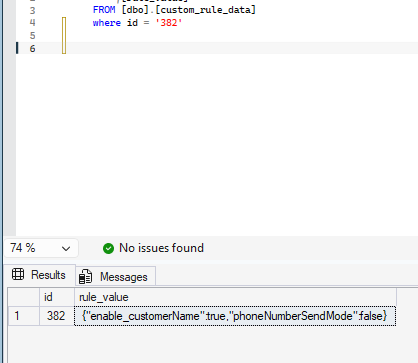 3 FROM [dbo].[custom_rule_data]
4 where id = '382'
5
6
74 %
No issues found
Results Messages
id rule_value
1 382 {"enable_customerName":true,"phoneNumberSendMode":false}